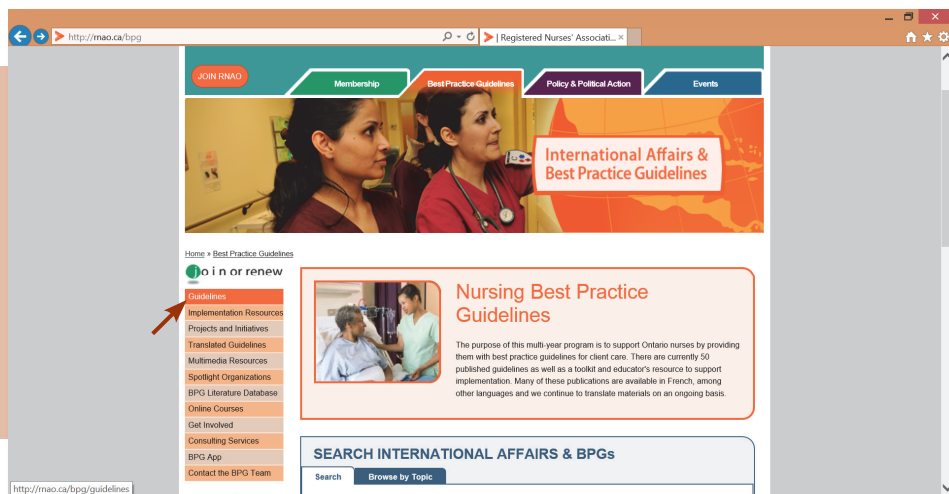 http://rnao.ca/bpg
| Registered Nurses' Associati...
JOIN RNAO
Membership
Best Practice Guidelines
Policy & Political Action
Events
International Affairs &
Best Practice Guidelines
Home » Best Practice Guidelines
join or renew
Guidelines
Implementation Resources
Projects and Initiatives
Translated Guidelines
Multimedia Resources
Spotlight Organizations
BPG Literature Database
Online Courses
Get Involved
Consulting Services
BPG App
Contact the BPG Team
Nursing Best Practice
Guidelines
The purpose of this multi-year program is to support Ontario nurses by providing
them with best practice guidelines for client care. There are currently 50
published guidelines as well as a toolkit and educator's resource to support
implementation. Many of these publications are available in French, among
other languages and we continue to translate materials on an ongoing basis.
SEARCH INTERNATIONAL AFFAIRS & BPGs
Search
Browse by Topic
http://rnao.ca/bpg/guidelines